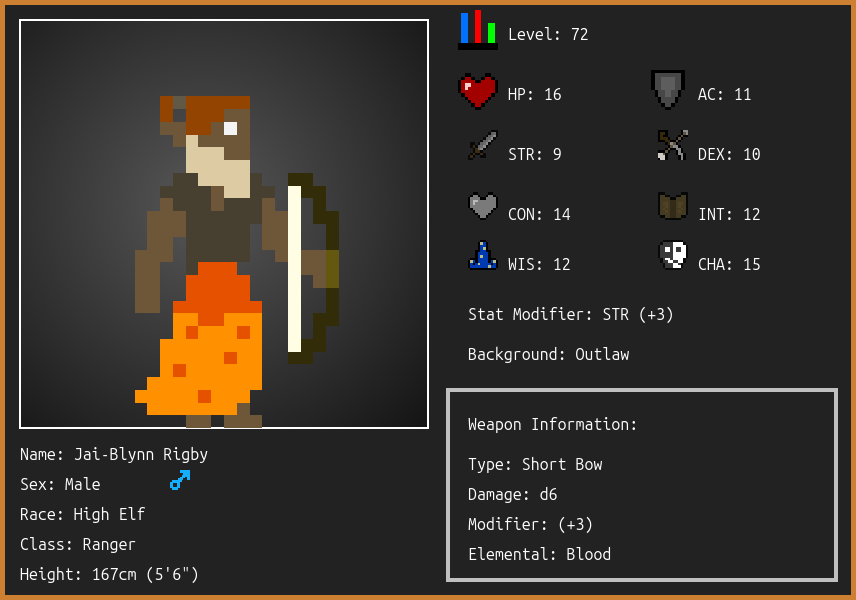 Level: 72
HP: 16
AC: 11
STR: 9
DEX: 10
CON: 14
INT: 12
WIS: 12
CHA: 15
Stat Modifier: STR (+3)
Background: Outlaw
Weapon Information:
Type: Short Bow
Damage: d6
Modifier: (+3)
Elemental: Blood
Name: Jai-Blynn Rigby
Sex: Male
Race: High Elf
Class: Ranger
Height: 167cm (5'6")